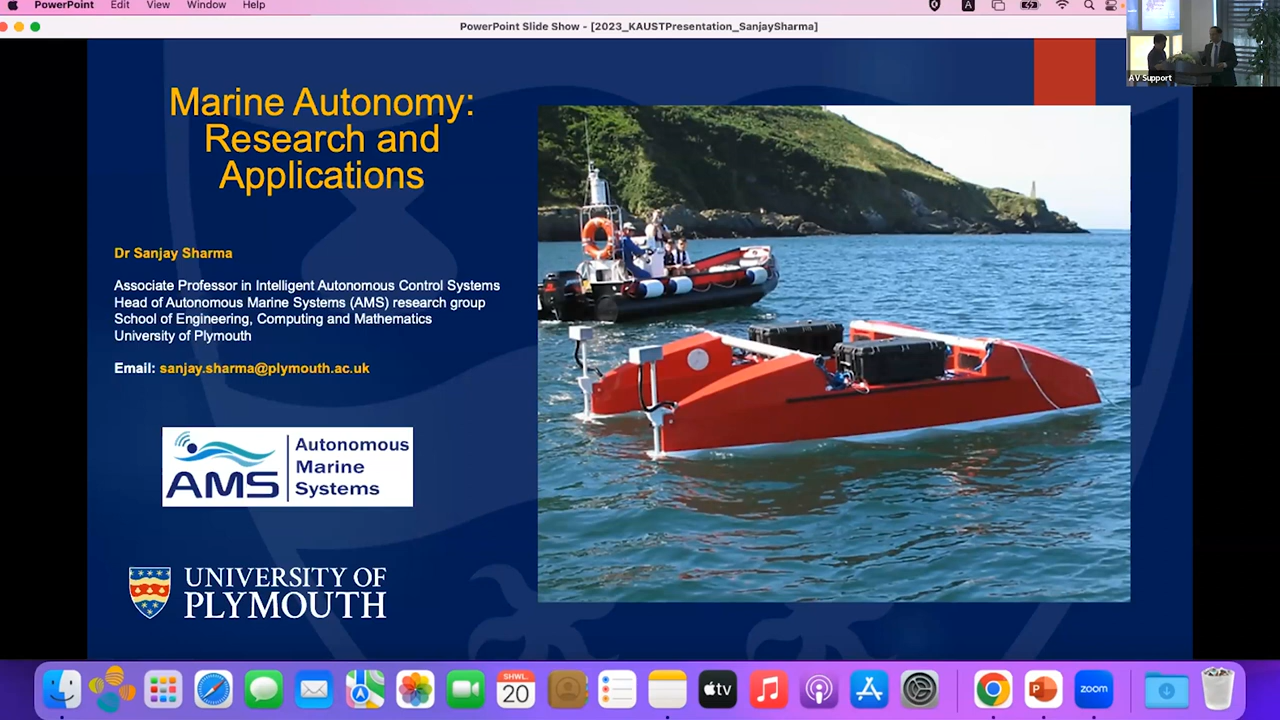 PowerPoint Edit View Window Help
A
PowerPoint Slide Show - [2023_KAUSTPresentation_SanjaySharma]
AV Support
Marine Autonomy:
Research and
Applications
Dr Sanjay Sharma
Associate Professor in Intelligent Autonomous Control Systems
Head of Autonomous Marine Systems (AMS) research group
School of Engineering, Computing and Mathematics
University of Plymouth
Email: sanjay.sharma@plymouth.ac.uk
AMS
Autonomous
Marine
Systems
UNIVERSITY OF
PLYMOUTH
SHWL.
20
tv
P
zoom